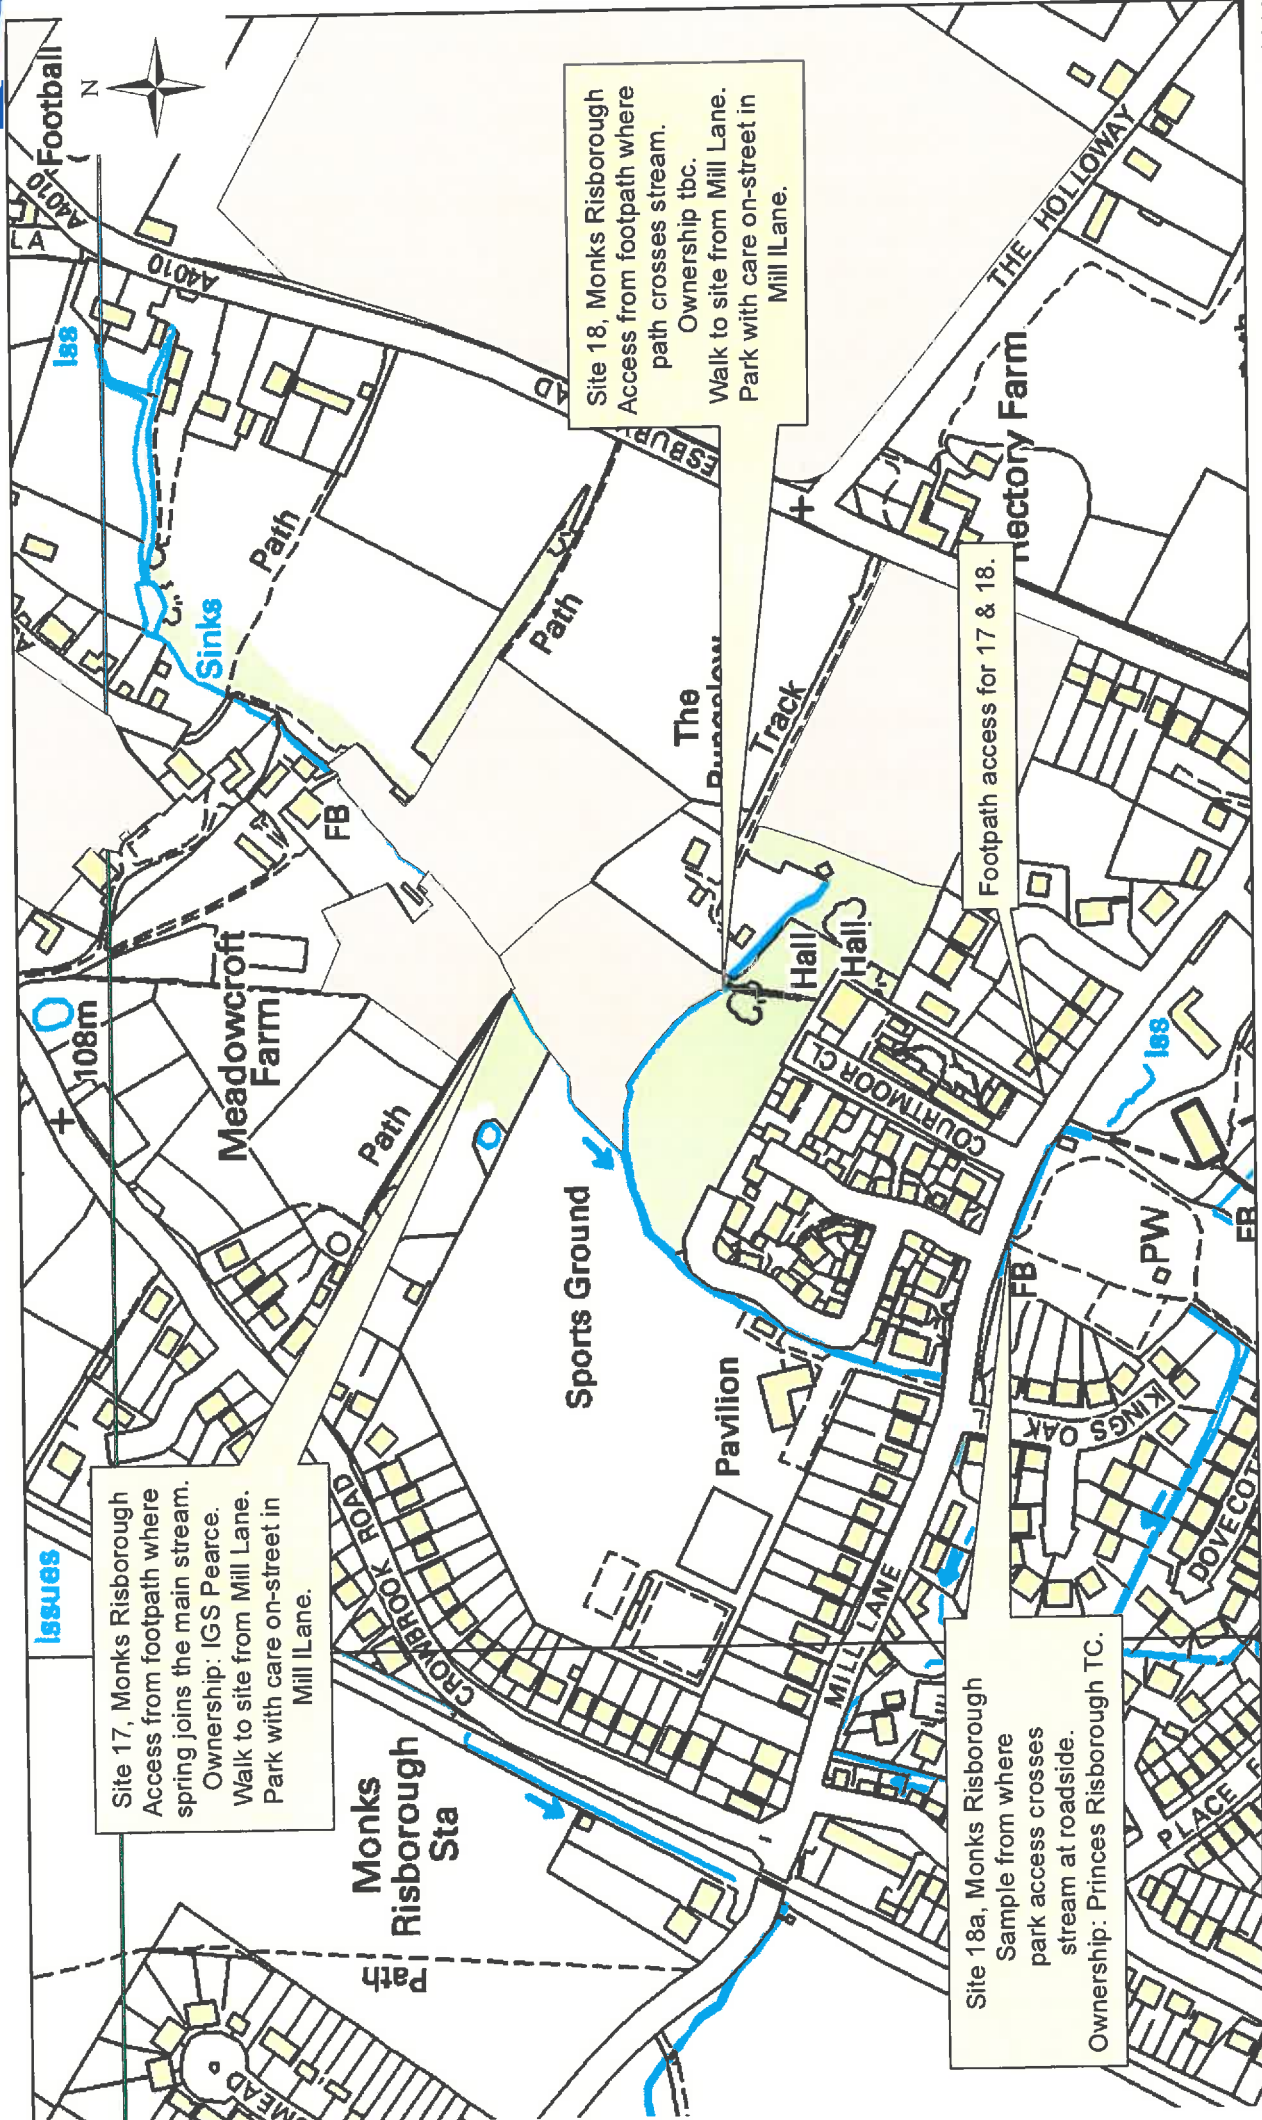 Issues
Iss
N
Football
A4010
LA
A4010
108m
Sinks
Path
Meadowcroft
Farm
FB
Path
Path
Site 17, Monks Risborough
Access from footpath where
spring joins the main stream.
Ownership: IGS Pearce.
Walk to site from Mill Lane.
Park with care on-street in
Mill lLane.
Site 18, Monks Risborough
Access from footpath where
path crosses stream.
Ownership tbc.
Walk to site from Mill Lane.
Park with care on-street in
Mill lLane.
CROWNBROOK ROAD
Monks
Risborough
Sta
Path
Sports Ground
Pavilion
The
Track
Hall
Hall
THE HOLLOWAY
Rectory Farm
COURTMOOR CL
Footpath access for 17 & 18.
MILL LANE
FB
PW
Iss
FB
KINGS OAK
DOVECOT
PLACE F
MEAD
Site 18a, Monks Risborough
Sample from where
park access crosses
stream at roadside.
Ownership: Princes Risborough TC.